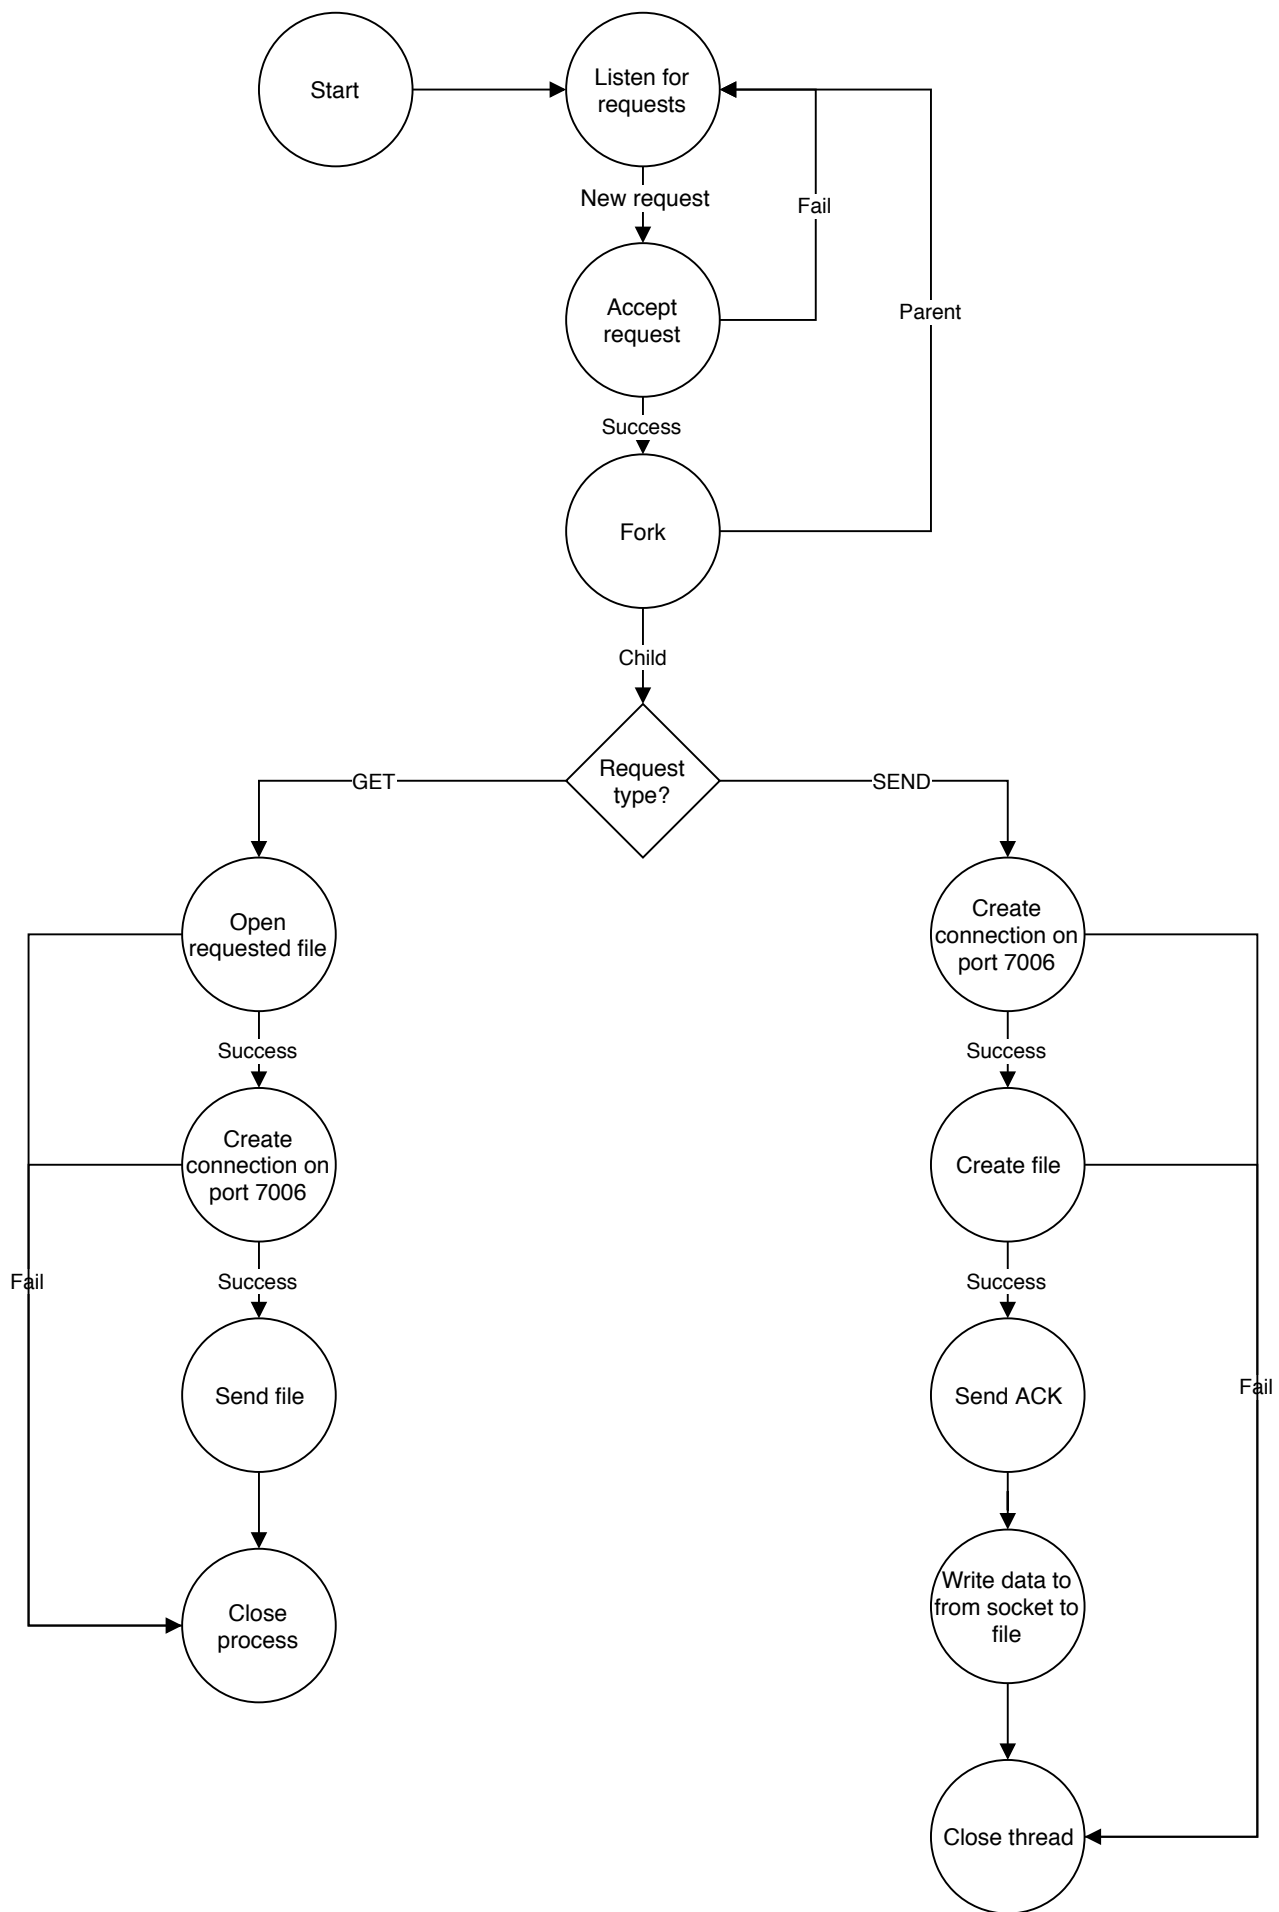 Start
Listen for
requests
New request
Fail
Accept
request
Parent
Success
Fork
Child
Request
type?
GET
SEND
Open
requested file
Create
connection on
port 7006
Success
Success
Create
connection on
port 7006
Create file
Fail
Success
Success
Send file
Send ACK
Fail
Close
process
Write data to
from socket to
file
Close thread